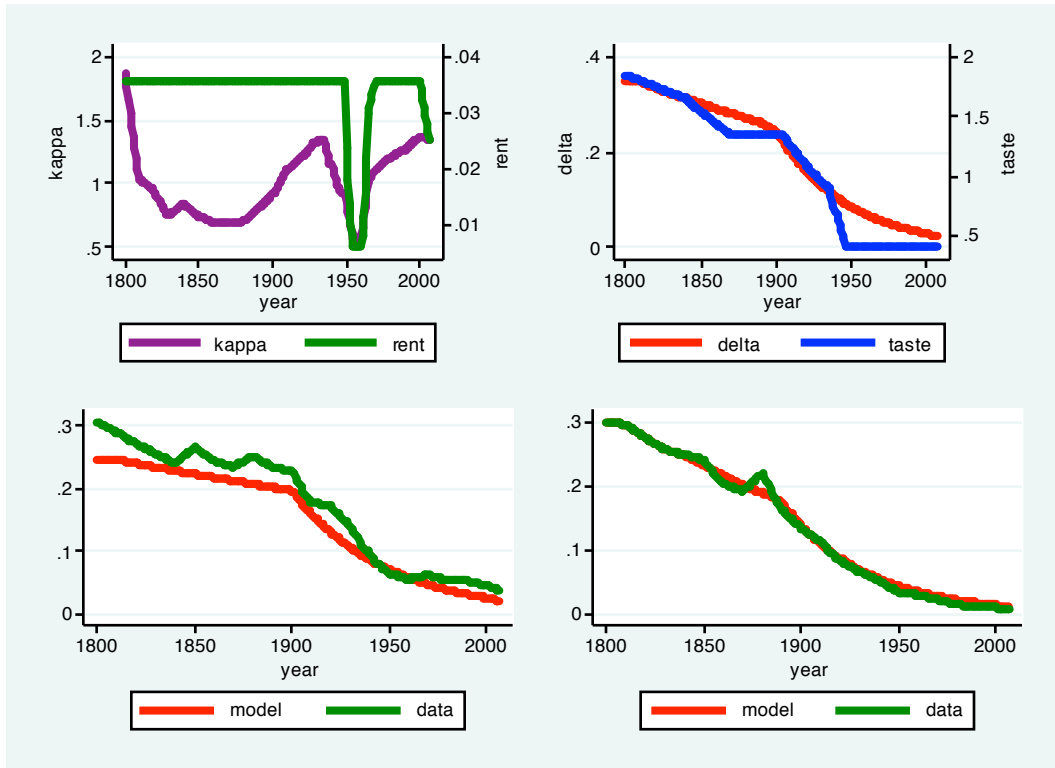 2
1.5
1
.5
kappa
.04
.03
.02
.01
rent
1800 1850 1900 1950 2000
year
kappa rent
.4
.2
0
delta
2
1.5
1
.5
taste
1800 1850 1900 1950 2000
year
delta taste
.3
.2
.1
0
1800 1850 1900 1950 2000
year
model data
.3
.2
.1
0
1800 1850 1900 1950 2000
year
model data